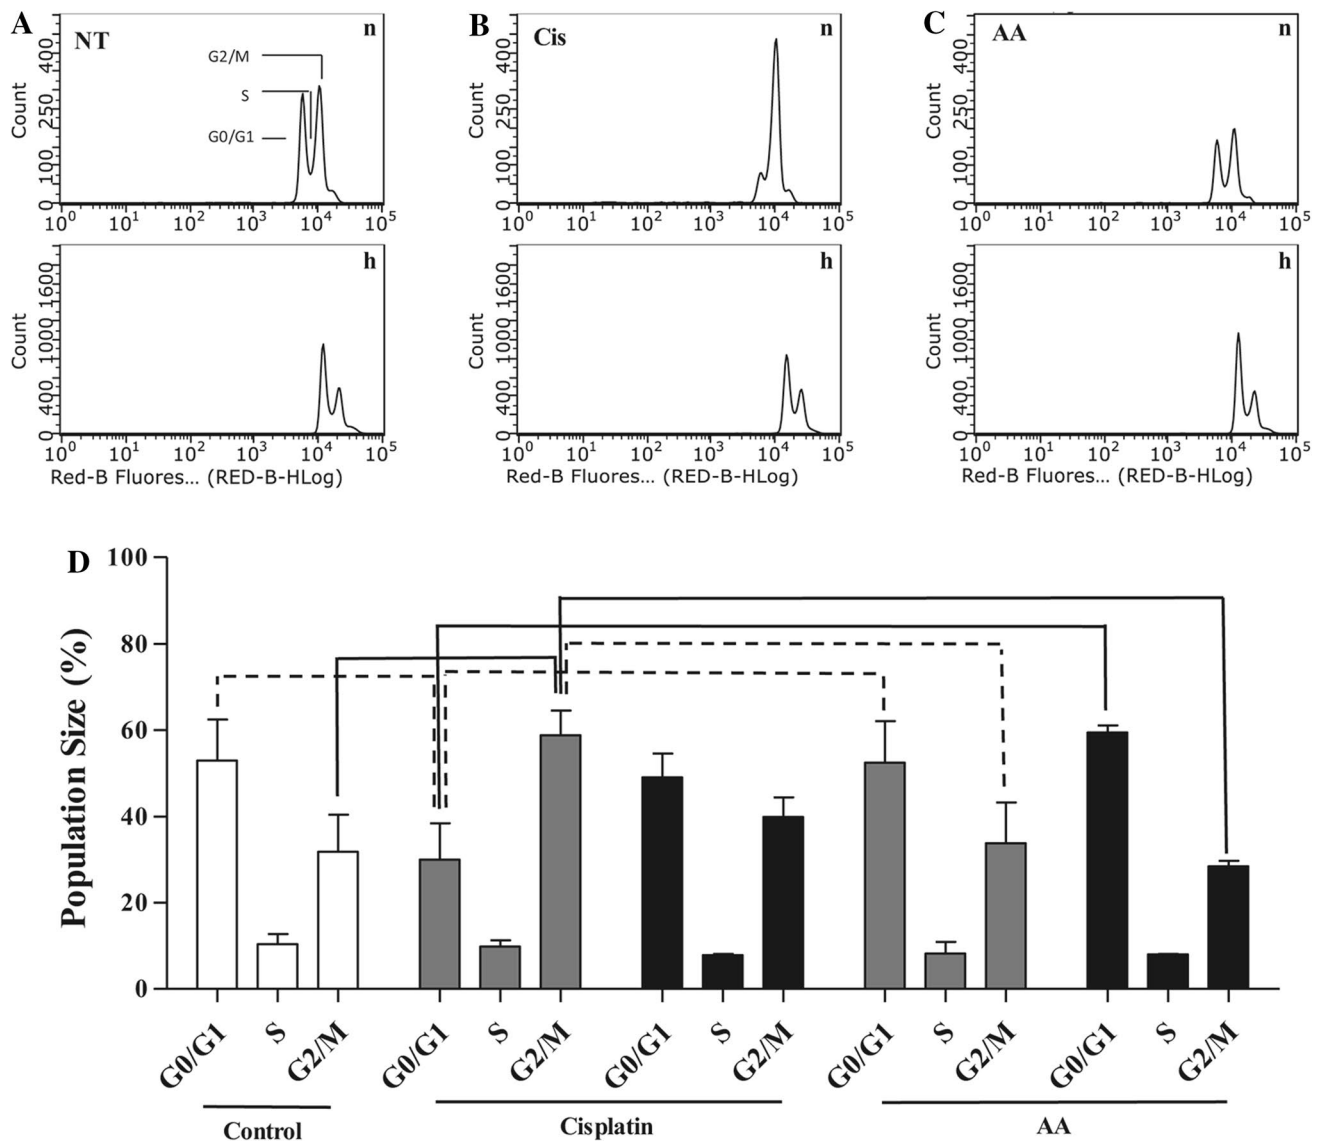 A
NT
n
G2/M
S
G0/G1
Count
400
250
100
0
10^0 10^1 10^2 10^3 10^4 10^5
B
Cis
n
Count
400
250
100
0
10^0 10^1 10^2 10^3 10^4 10^5
C
AA
n
Count
400
250
100
0
10^0 10^1 10^2 10^3 10^4 10^5
h
Count
1600
1000
400
0
10^0 10^1 10^2 10^3 10^4 10^5
Red-B Fluores... (RED-B-HLog)
h
Count
1600
1000
400
0
10^0 10^1 10^2 10^3 10^4 10^5
Red-B Fluores... (RED-B-HLog)
h
Count
1600
1000
400
0
10^0 10^1 10^2 10^3 10^4 10^5
Red-B Fluores... (RED-B-HLog)
D
Population Size (%)
100
80
60
40
20
0
G0/G1 S G2/M G0/G1 S G2/M G0/G1 S G2/M G0/G1 S G2/M G0/G1 S G2/M
Control Cisplatin AA